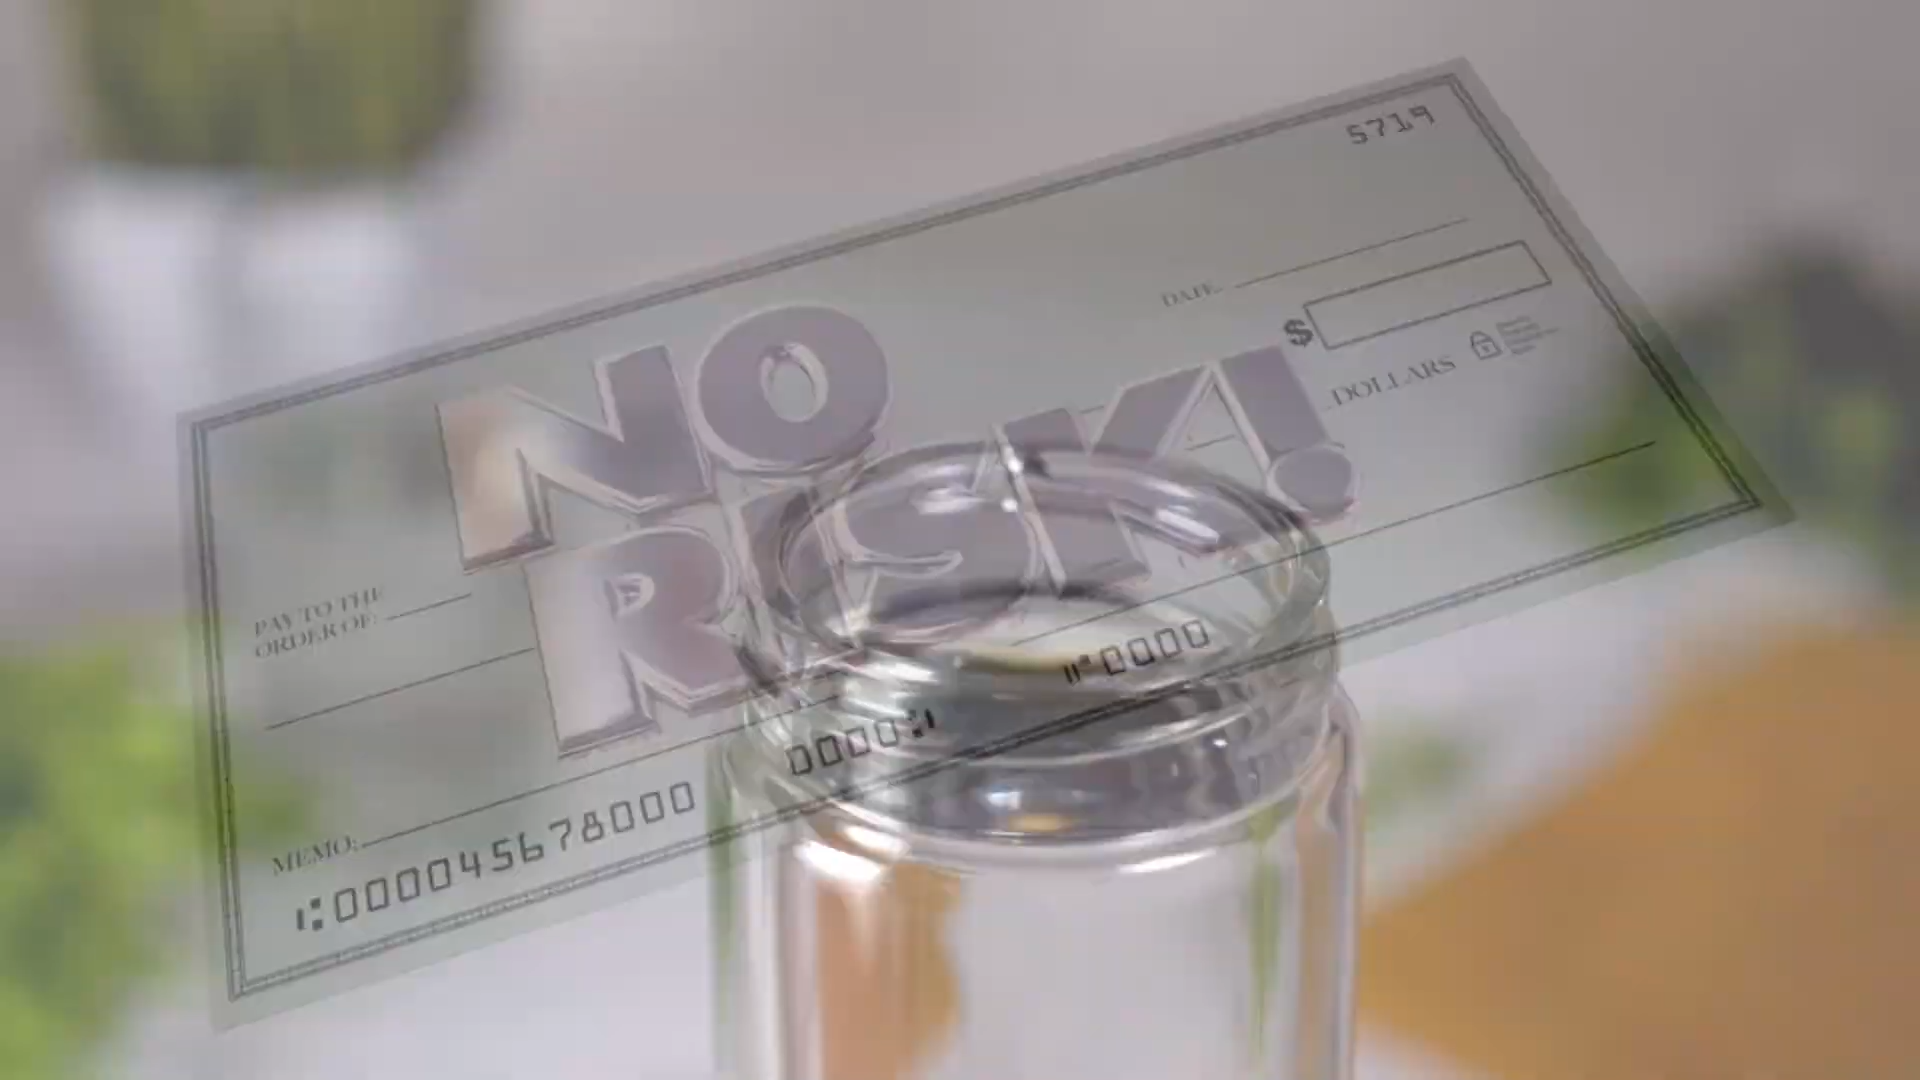 5719
DATE
$
DOLLARS
NO
RISK!
PAY TO THE
ORDER OF:
MEMO:
⑆000045678000 0000⑆ ⑈0000